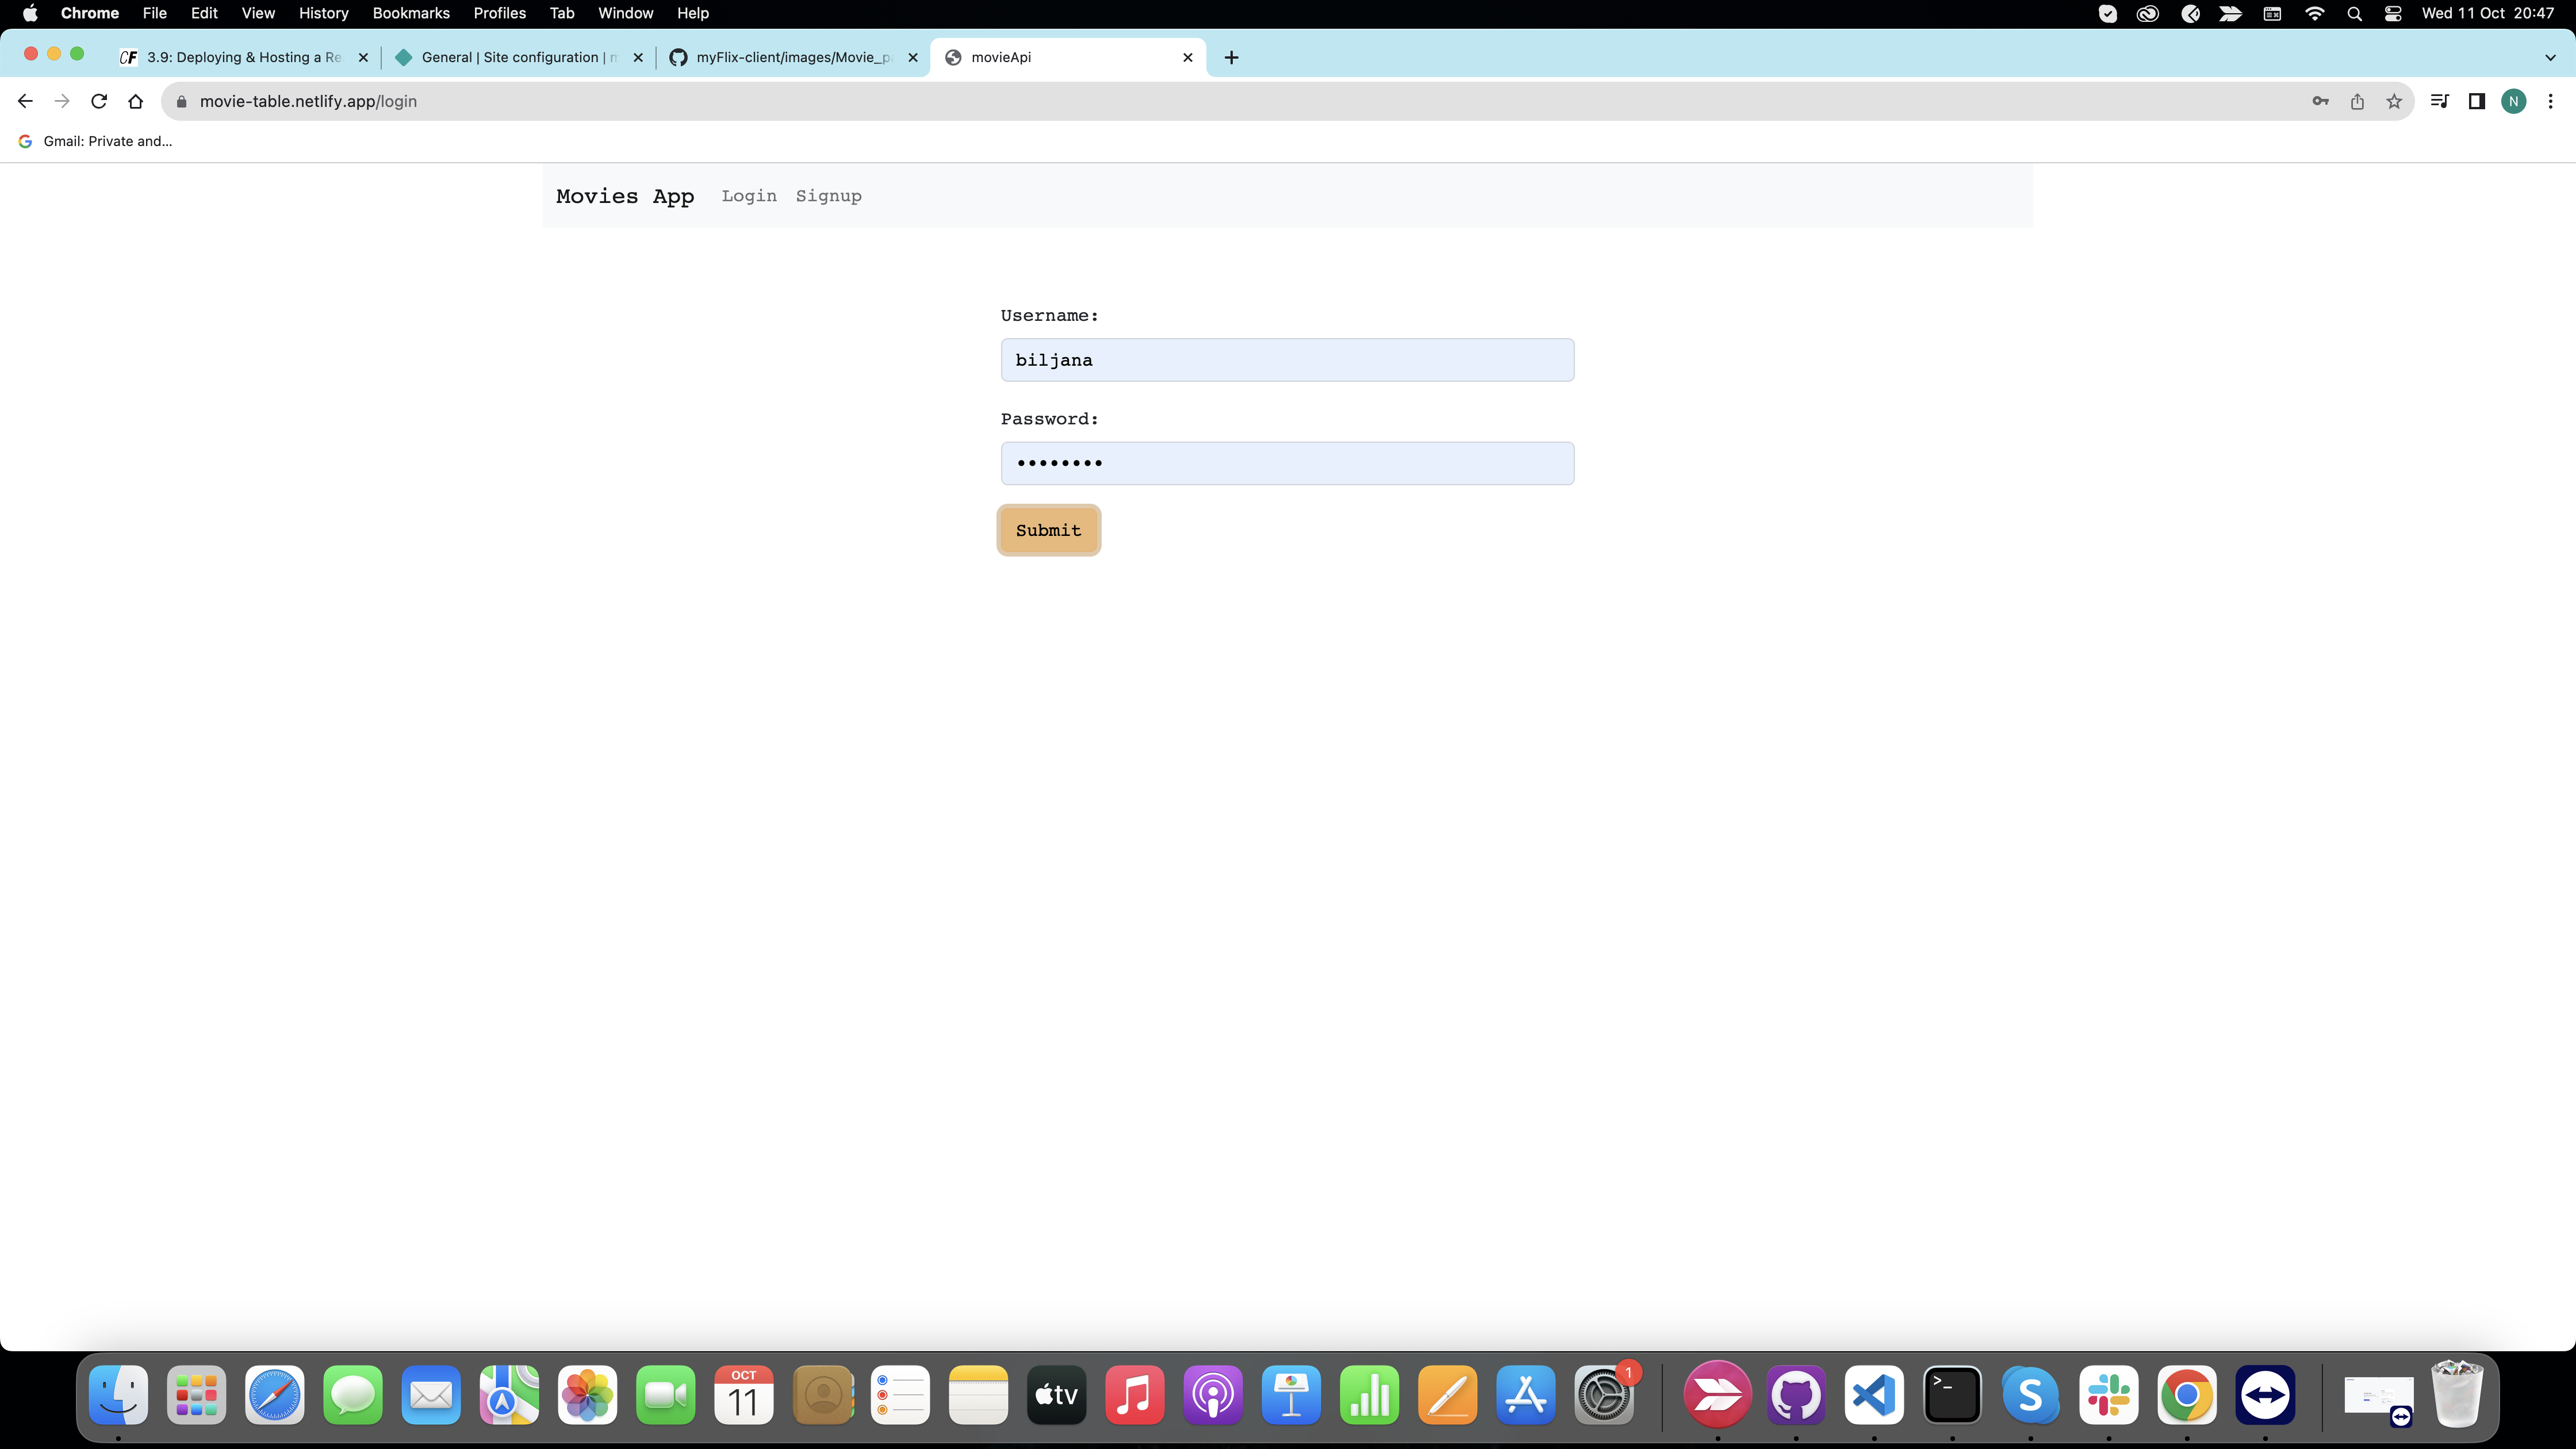 Chrome File Edit View History Bookmarks Profiles Tab Window Help Wed 11 Oct 20:47
CF 3.9: Deploying & Hosting a Re General | Site configuration | m myFlix-client/images/Movie_p movieApi
movie-table.netlify.app/login N
Gmail: Private and...
Movies App Login Signup
Username:
biljana
Password:
••••••••
Submit
OCT
11
tv
1
>_
S